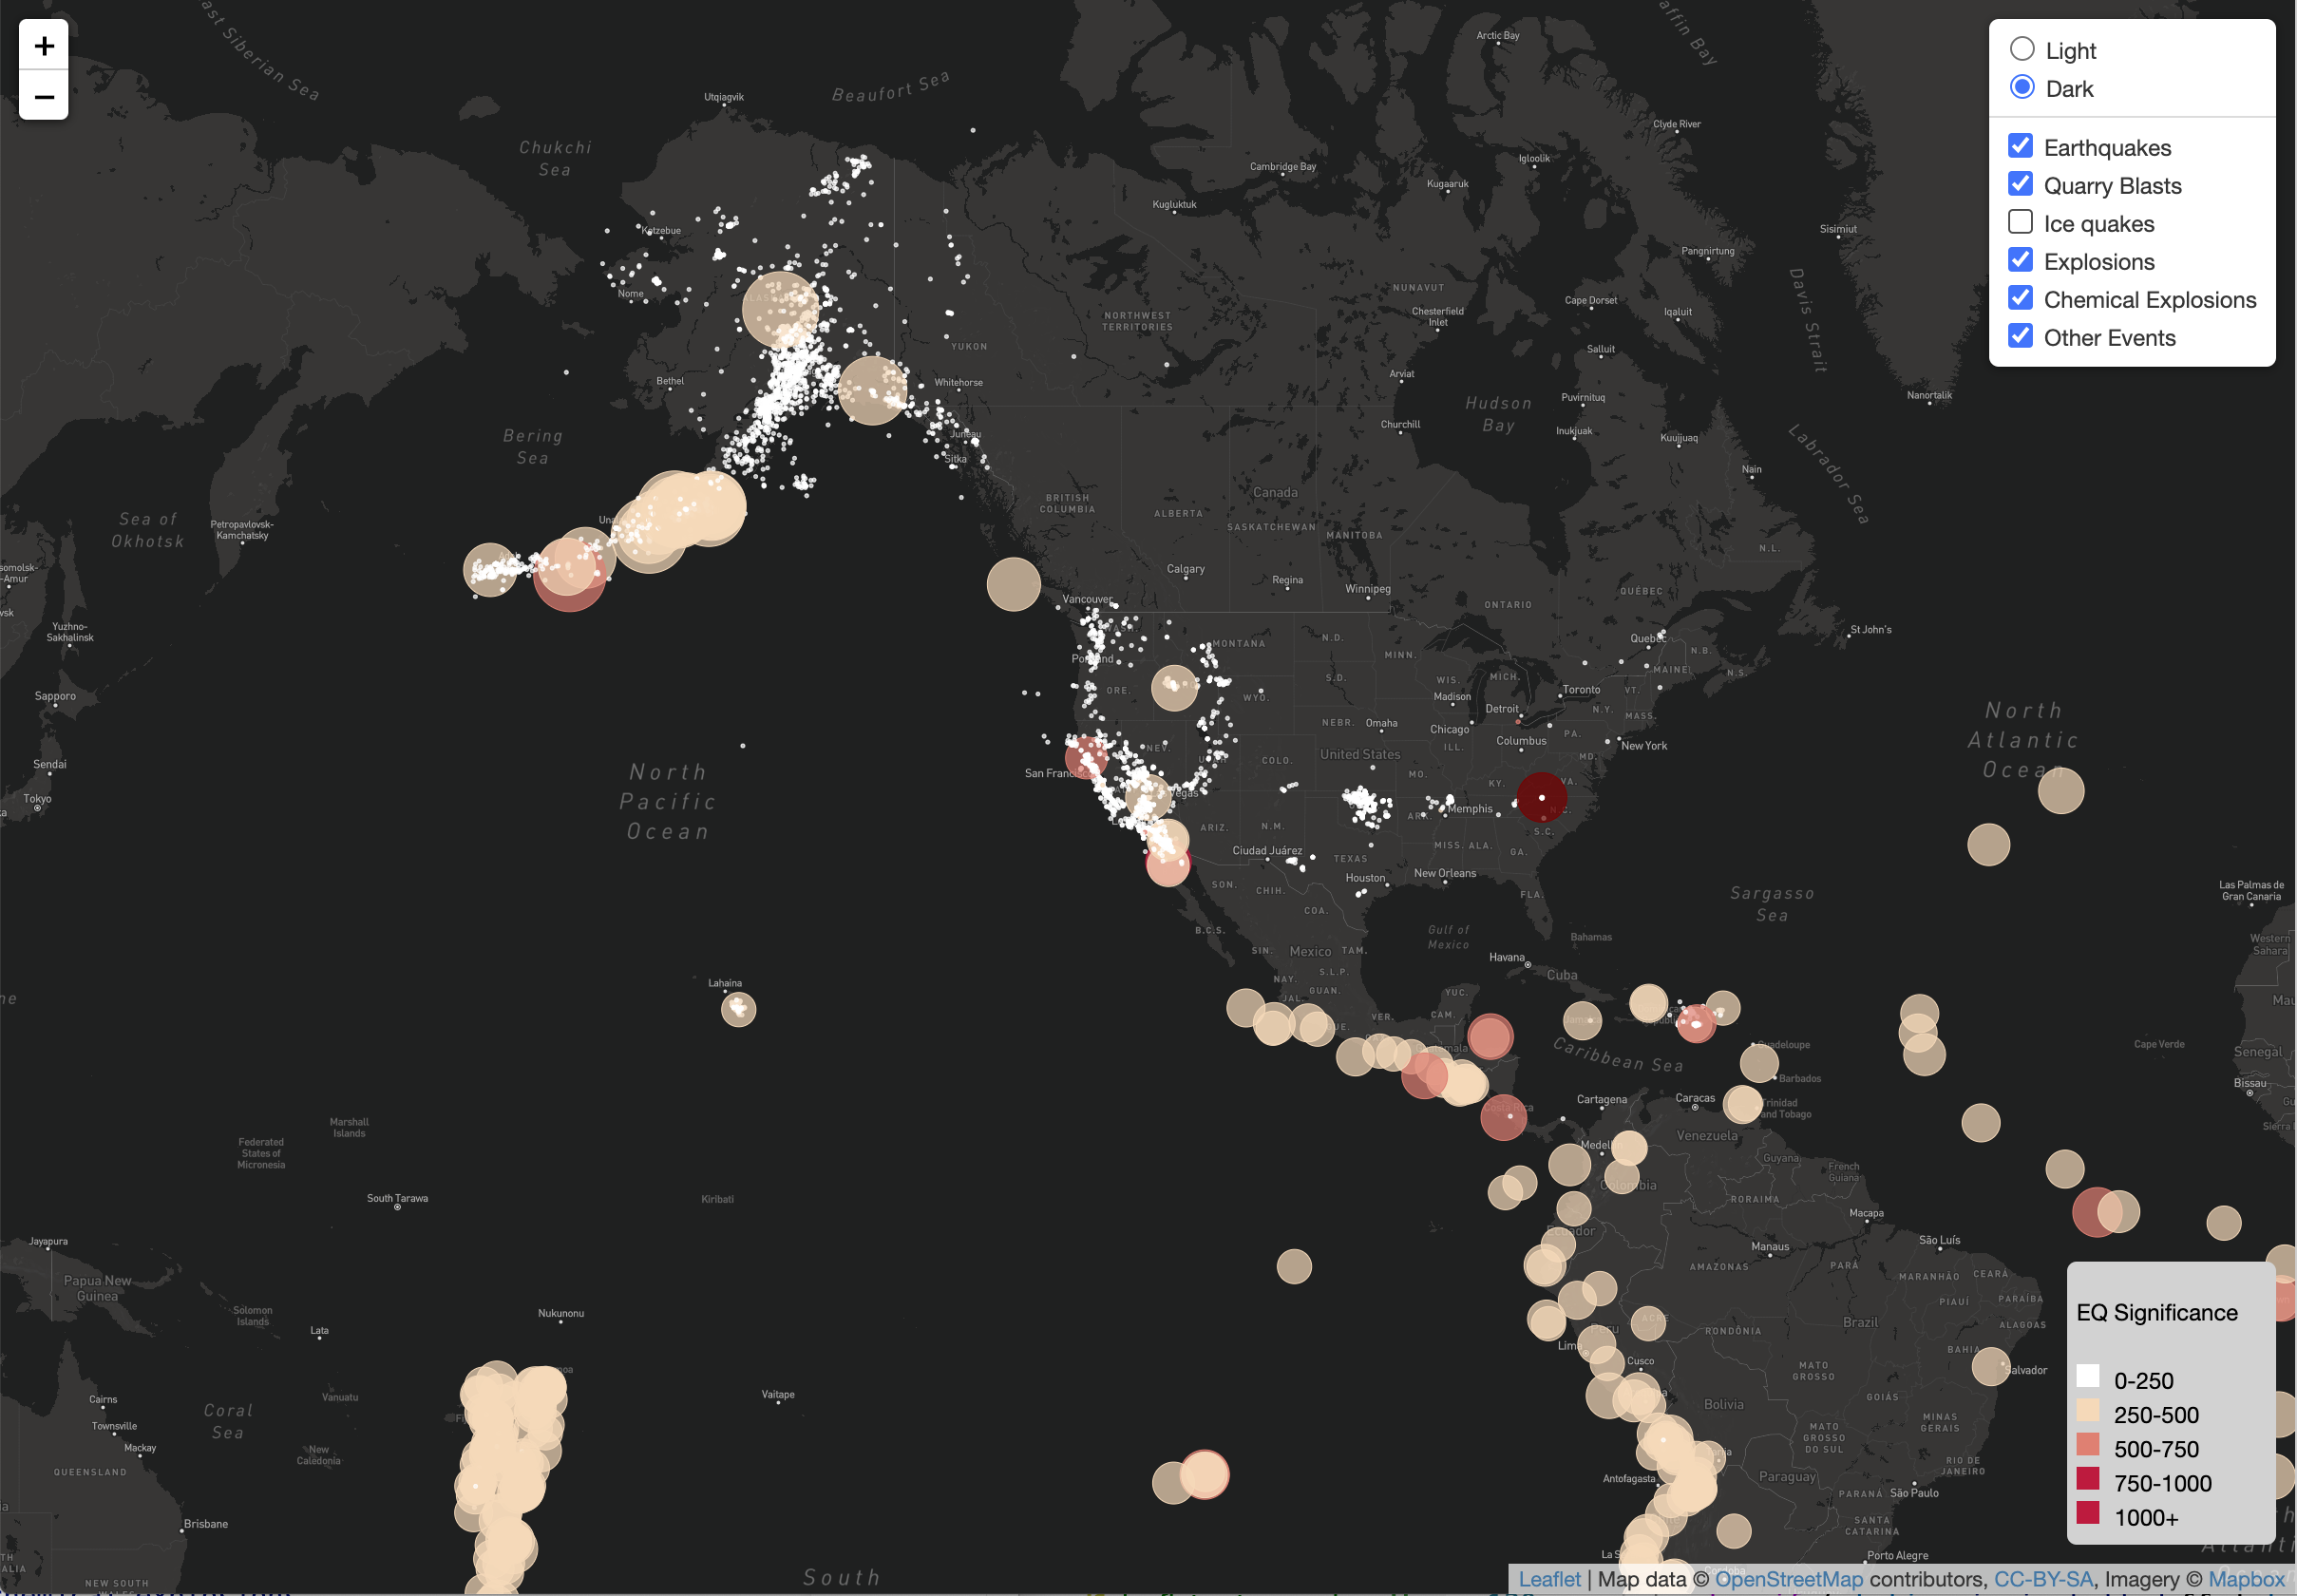 +
−
Light
Dark
Earthquakes
Quarry Blasts
Ice quakes
Explosions
Chemical Explosions
Other Events
East Siberian Sea
Beaufort Sea
Baffin Bay
Arctic Bay
Utqiagvik
Chukchi
Sea
Clyde River
Igloolik
Cambridge Bay
Kugaaruk
Kugluktuk
Kotzebue
Sisimiut
Pangnirtung
Nome
NUNAVUT
Cape Dorset
Iqaluit
Davis Strait
NORTHWEST
TERRITORIES
Chesterfield
Inlet
YUKON
Salluit
Bethel
Whitehorse
Arviat
Puvirnituq
Nanortalik
Hudson
Bay
Churchill
Inukjuak
Kuujjuaq
Labrador Sea
Bering
Sea
Juneau
Sitka
Nain
BRITISH
COLUMBIA
Canada
ALBERTA
SASKATCHEWAN
MANITOBA
Sea of
Okhotsk
Petropavlovsk-
Kamchatsky
N.L.
Calgary
Regina
Winnipeg
Vancouver
ONTARIO
QUÉBEC
Yuzhno-
Sakhalinsk
WASH.
MONTANA
N.D.
Quebec
St John's
Portland
MINN.
N.B.
MAINE
N.S.
Sapporo
ORE.
WYO.
S.D.
WIS.
MICH.
Madison
Toronto
VT.
Detroit
N.Y.
MASS.
NEBR.
Omaha
Chicago
North
Atlantic
Ocean
NEV.
UTAH
COLO.
United States
ILL.
Columbus
PA.
New York
MD.
Sendai
San Francisco
North
Pacific
Ocean
MO.
KY.
VA.
Tokyo
Vegas
ARK.
Memphis
N.C.
ARIZ.
N.M.
S.C.
Ciudad Juárez
TEXAS
MISS.
ALA.
GA.
Houston
New Orleans
SON.
CHIH.
FLA.
Sargasso
Sea
Las Palmas de
Gran Canaria
COA.
B.C.S.
Gulf of
Mexico
Bahamas
Western
Sahara
SIN.
Mexico
TAM.
Havana
Cuba
S.L.P.
NAY.
GUAN.
JAL.
YUC.
Lahaina
VER.
CAM.
Caribbean Sea
Guadeloupe
Cape Verde
Senegal
Barbados
Bissau
Costa Rica
Cartagena
Caracas
Trinidad
and Tobago
Marshall
Islands
Federated
States of
Micronesia
Venezuela
Medellín
Guyana
French
Guiana
Colombia
South Tarawa
Kiribati
RORAIMA
Macapa
Ecuador
Jayapura
Manaus
São Luís
Papua New
Guinea
AMAZONAS
PARÁ
MARANHÃO
CEARÁ
Solomon
Islands
Nukunonu
PIAUÍ
PARAÍBA
Lata
ACRE
Peru
RONDÔNIA
Brazil
ALAGOAS
Lima
Cusco
BAHIA
Salvador
MATO
GROSSO
Cairns
Vanuatu
Vaitape
GOIÁS
Bolivia
Coral
Sea
Townsville
Mackay
MINAS
GERAIS
MATO
GROSSO
DO SUL
New
Caledonia
QUEENSLAND
RIO DE
JANEIRO
Antofagasta
Paraguay
PARANÁ
São Paulo
Brisbane
SANTA
CATARINA
Porto Alegre
South
NEW SOUTH
EQ Significance
0-250
250-500
500-750
750-1000
1000+
Leaflet | Map data © OpenStreetMap contributors, CC-BY-SA, Imagery © Mapbox